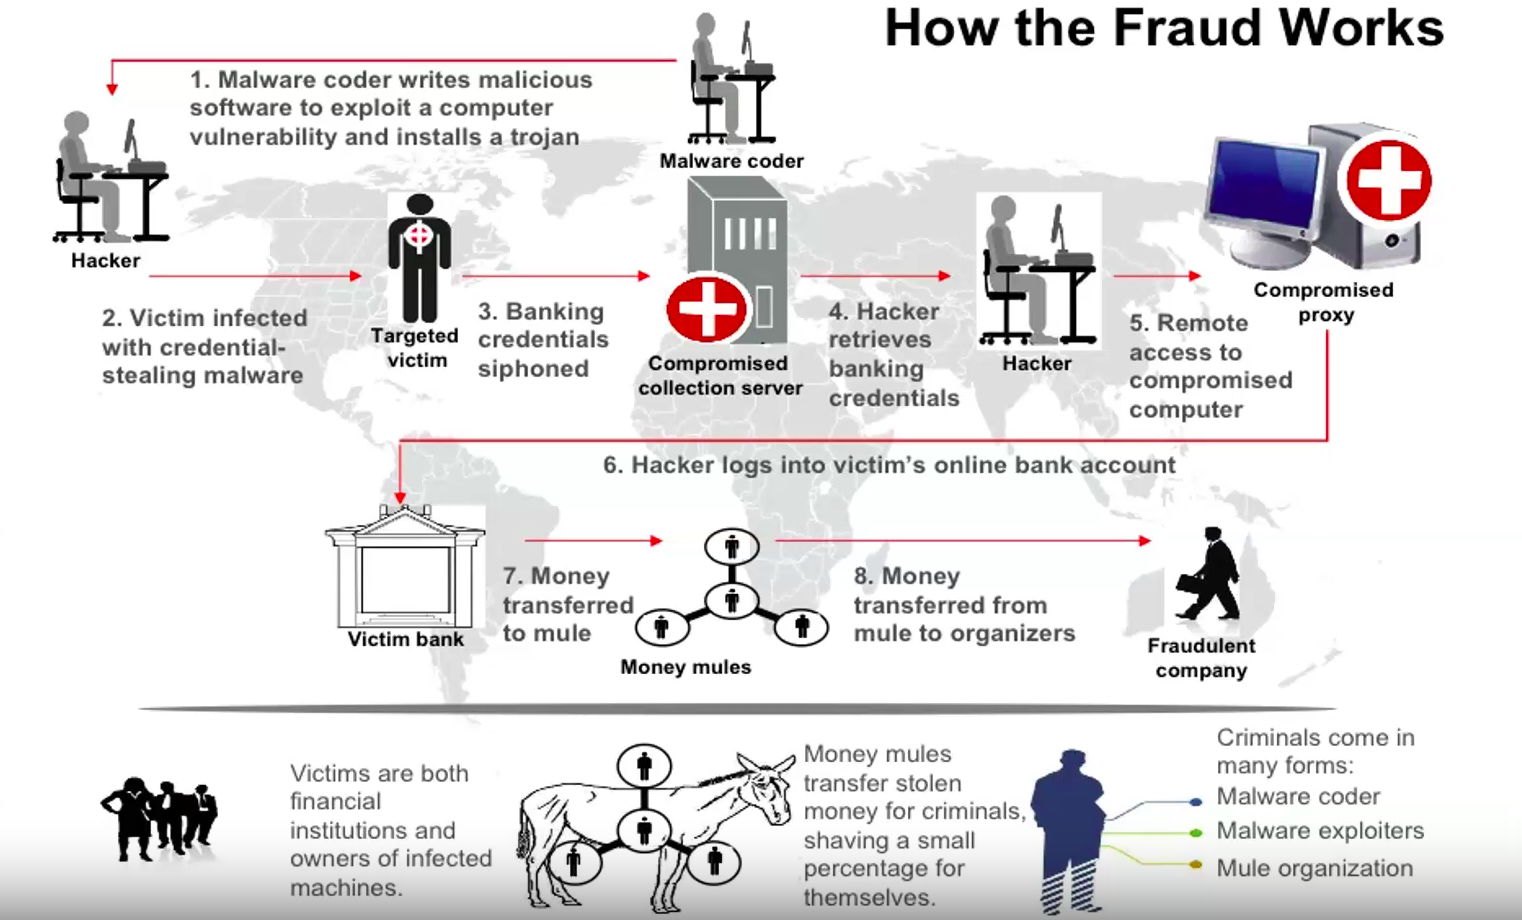 How the Fraud Works
1. Malware coder writes malicious
software to exploit a computer
vulnerability and installs a trojan
Malware coder
Hacker
2. Victim infected
with credential-
stealing malware
Targeted
victim
3. Banking
credentials
siphoned
Compromised
collection server
4. Hacker
retrieves
banking
credentials
Hacker
5. Remote
access to
compromised
computer
Compromised
proxy
6. Hacker logs into victim’s online bank account
Victim bank
7. Money
transferred
to mule
Money mules
8. Money
transferred from
mule to organizers
Fraudulent
company
Victims are both
financial
institutions and
owners of infected
machines.
Money mules
transfer stolen
money for criminals,
shaving a small
percentage for
themselves.
Criminals come in
many forms:
Malware coder
Malware exploiters
Mule organization